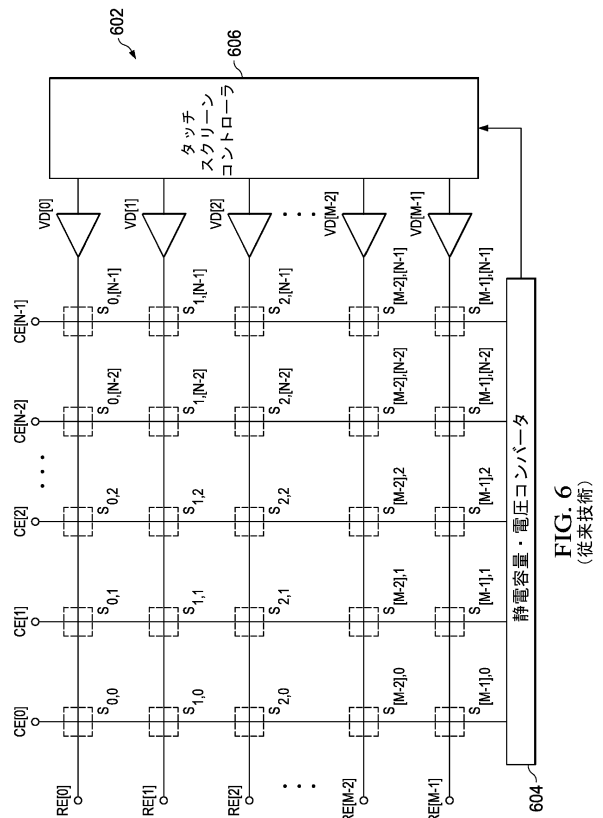 602
606
タッチ
スクリーン
コントローラ
VD[0]
VD[1]
VD[2]
• • •
VD[M-2]
VD[M-1]
CE[0]
CE[1]
CE[2]
• • •
CE[N-2]
CE[N-1]
RE[0]
S0,0
S0,1
S0,2
S0,[N-2]
S0,[N-1]
RE[1]
S1,0
S1,1
S1,2
S1,[N-2]
S1,[N-1]
RE[2]
S2,0
S2,1
S2,2
S2,[N-2]
S2,[N-1]
• • •
RE[M-2]
S[M-2],0
S[M-2],1
S[M-2],2
S[M-2],[N-2]
S[M-2],[N-1]
RE[M-1]
S[M-1],0
S[M-1],1
S[M-1],2
S[M-1],[N-2]
S[M-1],[N-1]
静電容量・電圧コンバータ
604
FIG. 6
(従来技術)